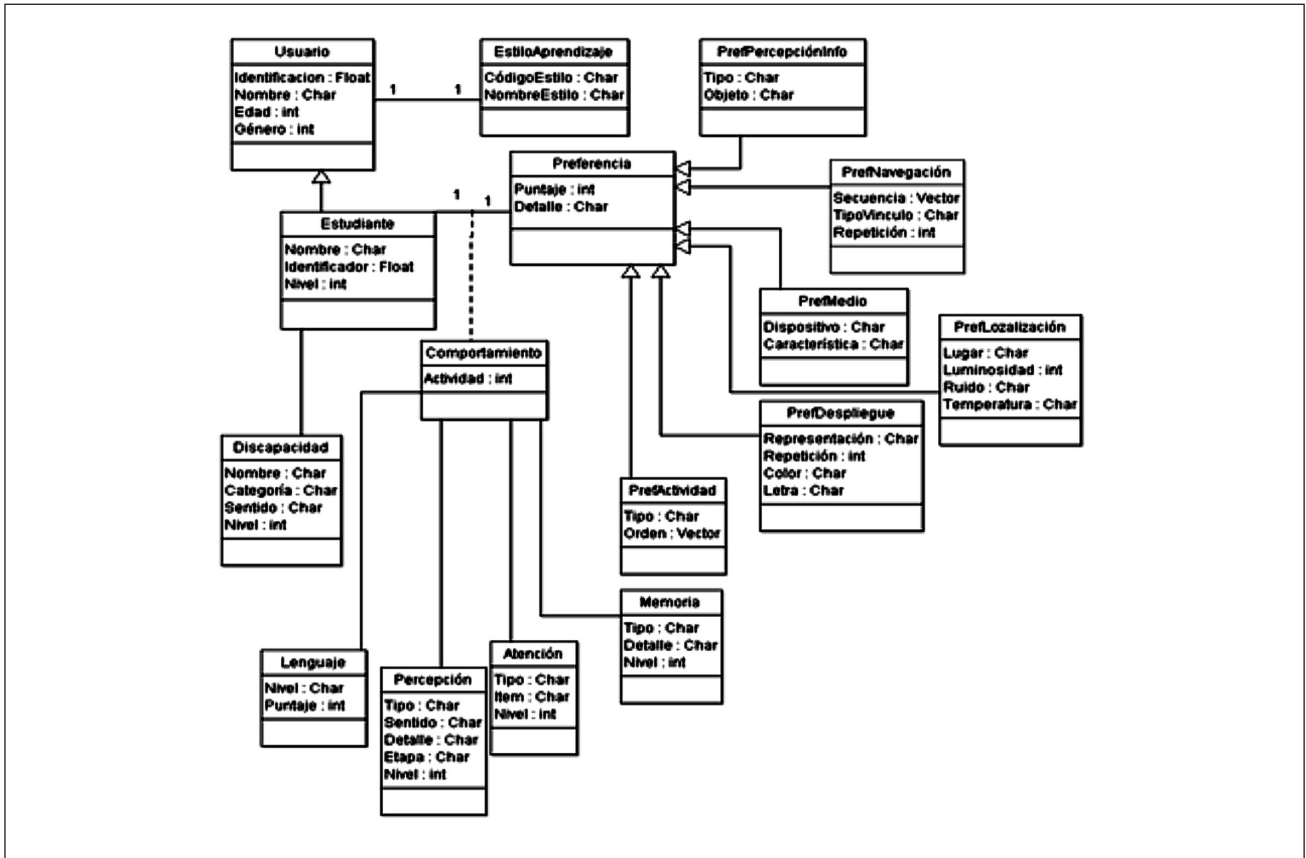 Usuario
Identificacion : Float
Nombre : Char
Edad : int
Género : int
1
1
EstiloAprendizaje
CódigoEstilo : Char
NombreEstilo : Char
PrefPercepciónInfo
Tipo : Char
Objeto : Char
Preferencia
Puntaje : int
Detalle : Char
PrefNavegación
Secuencia : Vector
TipoVinculo : Char
Repetición : int
1
1
Estudiante
Nombre : Char
Identificador : Float
Nivel : int
PrefMedio
Dispositivo : Char
Característica : Char
PrefLozalización
Lugar : Char
Luminosidad : int
Ruido : Char
Temperatura : Char
Comportamiento
Actividad : int
PrefDespliegue
Representación : Char
Repetición : int
Color : Char
Letra : Char
Discapacidad
Nombre : Char
Categoría : Char
Sentido : Char
Nivel : int
PrefActividad
Tipo : Char
Orden : Vector
Memoria
Tipo : Char
Detalle : Char
Nivel : int
Lenguaje
Nivel : Char
Puntaje : int
Percepción
Tipo : Char
Sentido : Char
Detalle : Char
Etapa : Char
Nivel : int
Atención
Tipo : Char
Item : Char
Nivel : int